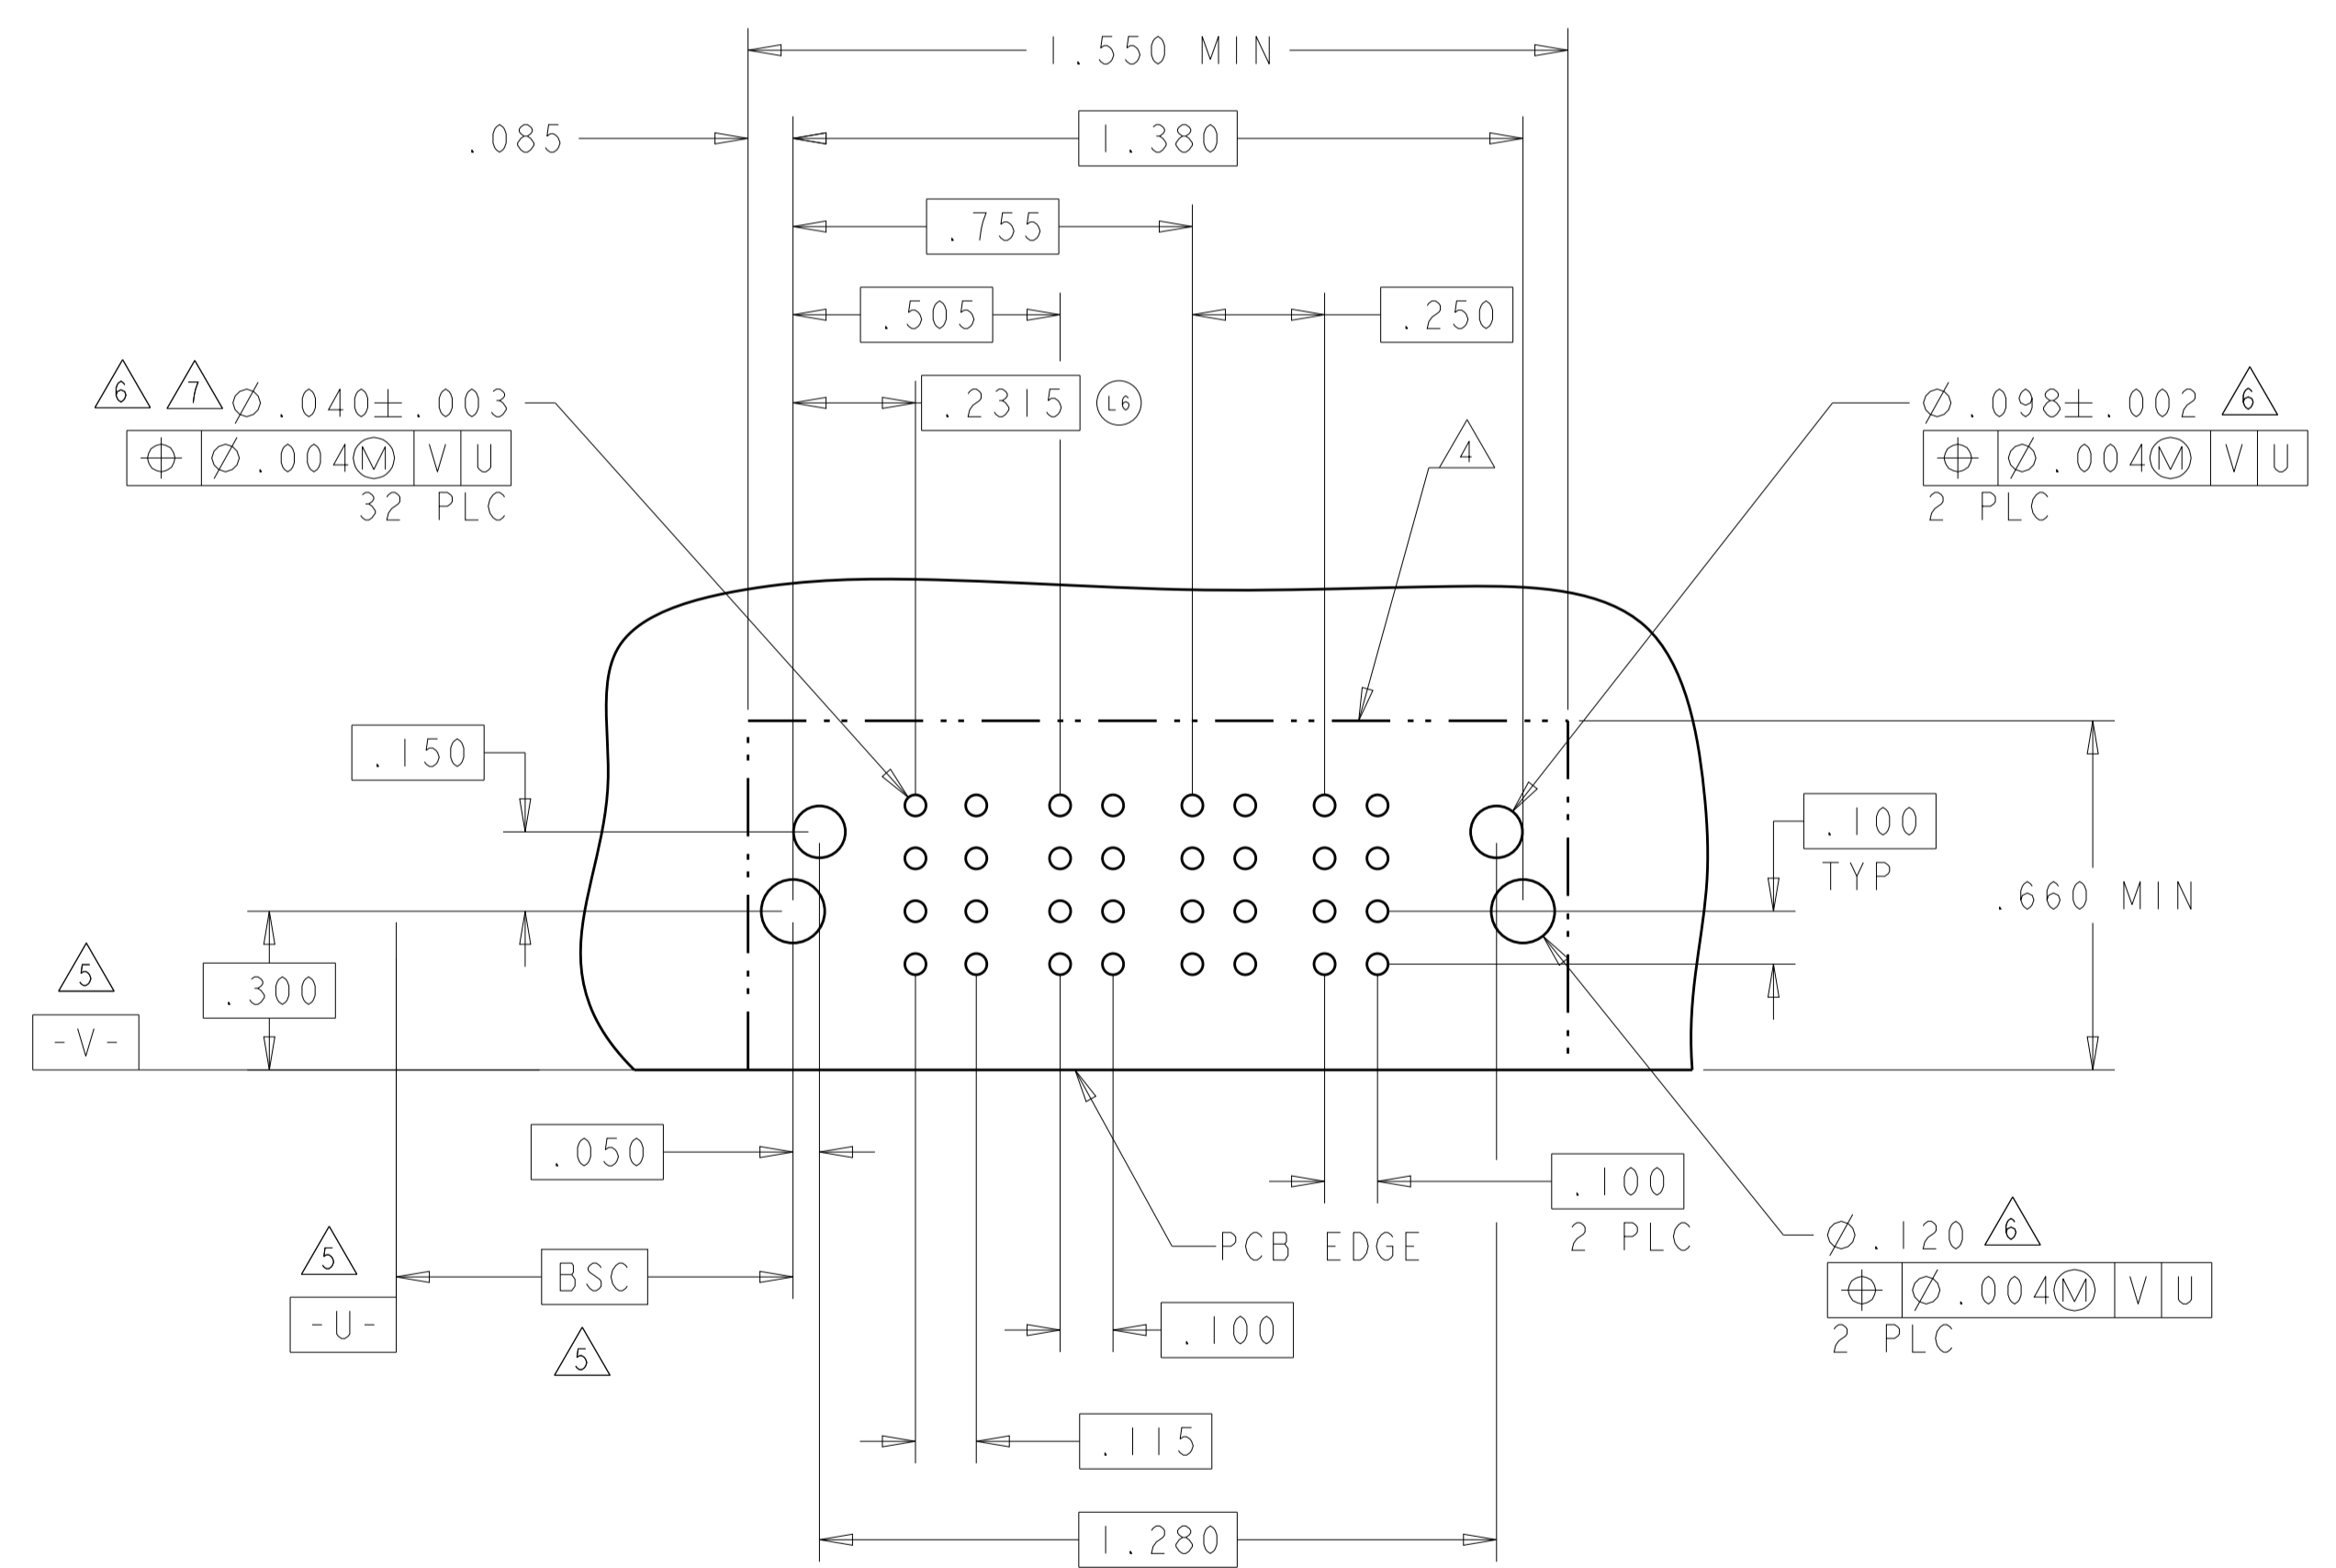 1.550 MIN
.085
1.380
.755
.505
.250
.2315 L6
6 7 ⌀.040±.003
⌖ ⌀.004Ⓜ V U
32 PLC
⌀.098±.002 6
⌖ ⌀.004Ⓜ V U
2 PLC
4
.150
.100
TYP
.660 MIN
5
-V-
.300
.050
.100
2 PLC
PCB EDGE
⌀.120 6
⌖ ⌀.004Ⓜ V U
2 PLC
5
-U-
BSC
5
.100
.115
1.280